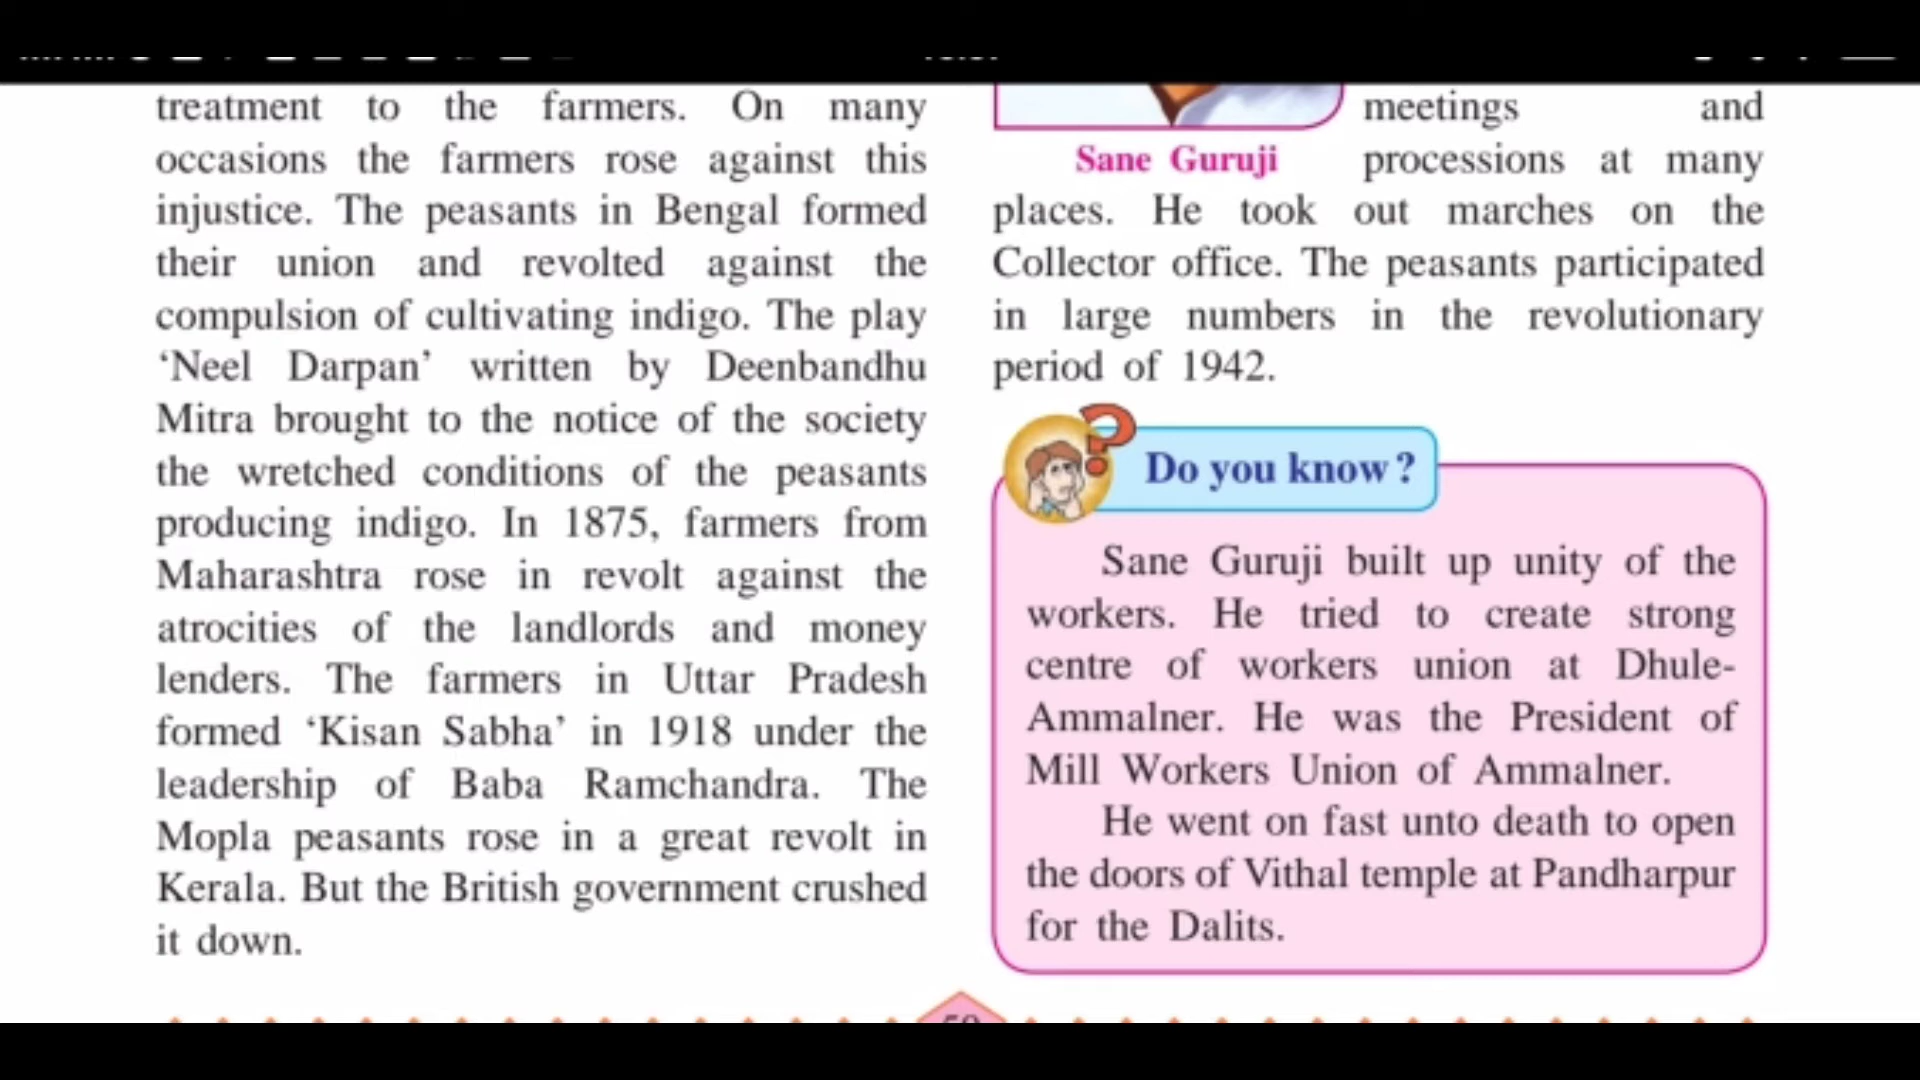 treatment to the farmers. On many
occasions the farmers rose against this
injustice. The peasants in Bengal formed
their union and revolted against the
compulsion of cultivating indigo. The play
‘Neel Darpan’ written by Deenbandhu
Mitra brought to the notice of the society
the wretched conditions of the peasants
producing indigo. In 1875, farmers from
Maharashtra rose in revolt against the
atrocities of the landlords and money
lenders. The farmers in Uttar Pradesh
formed ‘Kisan Sabha’ in 1918 under the
leadership of Baba Ramchandra. The
Mopla peasants rose in a great revolt in
Kerala. But the British government crushed
it down.
Sane Guruji
meetings and
processions at many
places. He took out marches on the
Collector office. The peasants participated
in large numbers in the revolutionary
period of 1942.
Do you know?
Sane Guruji built up unity of the
workers. He tried to create strong
centre of workers union at Dhule-
Ammalner. He was the President of
Mill Workers Union of Ammalner.
He went on fast unto death to open
the doors of Vithal temple at Pandharpur
for the Dalits.